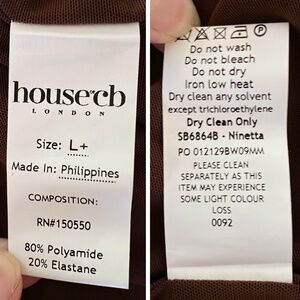 house of cb
LONDON
Size: L+
Made In: Philippines
COMPOSITION:
RN#150550
80% Polyamide
20% Elastane
Do not wash
Do not bleach
Do not dry
Iron low heat
Dry clean any solvent
except trichloroethylene
Dry Clean Only
SB6864B - Ninetta
PO 012129BW09MM
PLEASE CLEAN
SEPARATELY AS THIS
ITEM MAY EXPERIENCE
SOME LIGHT COLOUR
LOSS
0092